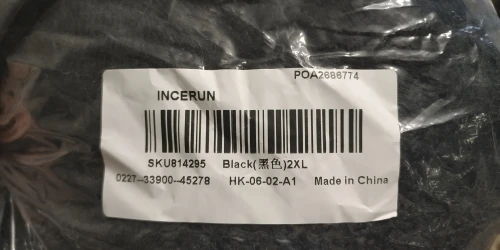 POA2686774
INCERUN
SKU814295 Black(黑色)2XL
0227--33900--45278 HK-06-02-A1 Made in China